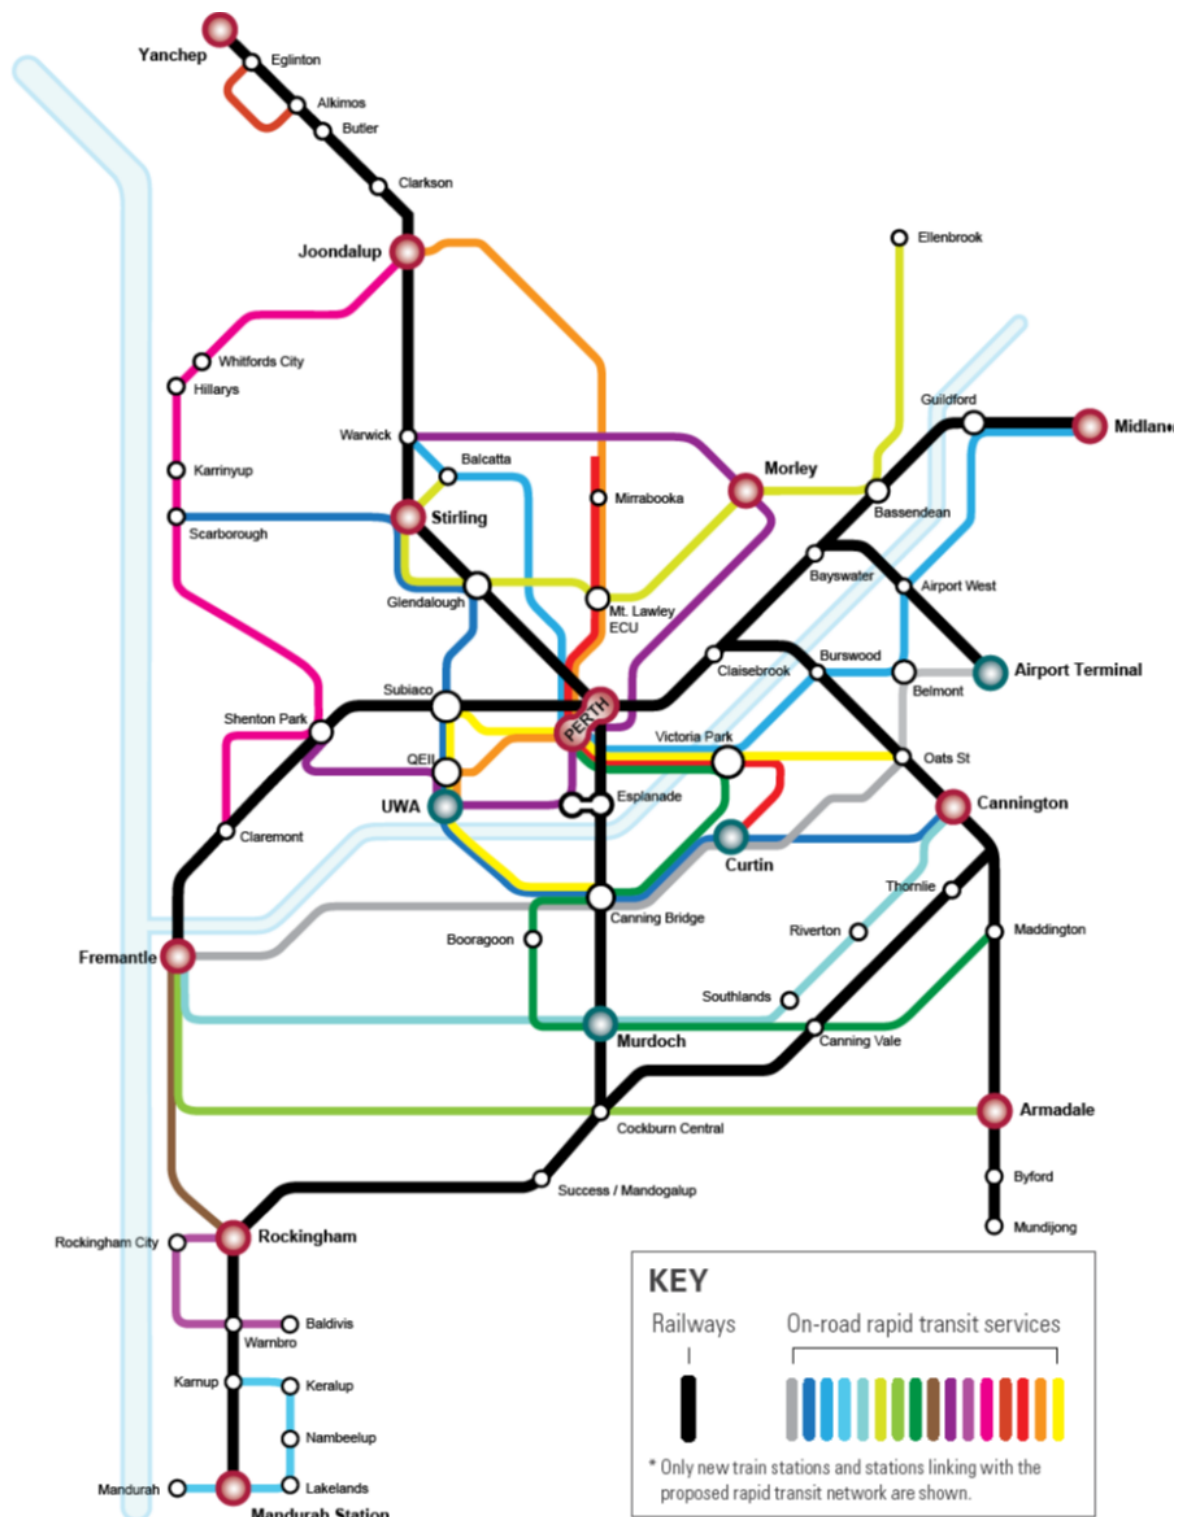 Yanchep
Eglinton
Alkimos
Butler
Clarkson
Joondalup
Ellenbrook
Whitfords City
Hillarys
Guildford
Midlan
Warwick
Balcatta
Morley
Karrinyup
Mirrabooka
Stirling
Bassendean
Scarborough
Bayswater
Airport West
Glendalough
Mt. Lawley
ECU
Claisebrook
Burswood
Airport Terminal
Subiaco
Belmont
Shenton Park
PERTH
Victoria Park
QEII
Oats St
UWA
Esplanade
Cannington
Claremont
Curtin
Thornlie
Canning Bridge
Booragoon
Riverton
Maddington
Fremantle
Southlands
Murdoch
Canning Vale
Armadale
Cockburn Central
Byford
Success / Mandogalup
Mundijong
Rockingham City
Rockingham
Baldivis
Warnbro
Karnup
Keralup
Nambeelup
Mandurah
Lakelands
Mandurah Station
KEY
Railways
On-road rapid transit services
* Only new train stations and stations linking with the
proposed rapid transit network are shown.